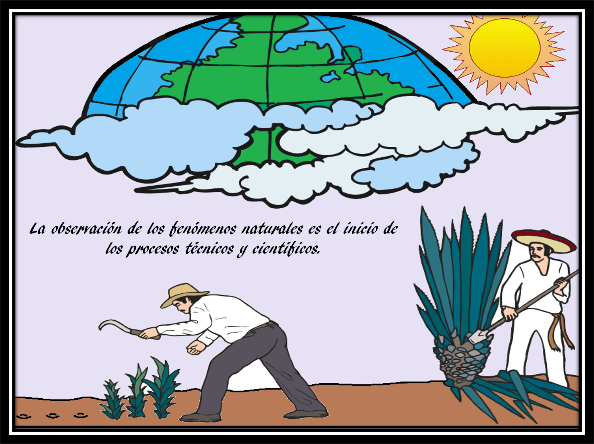 La observación de los fenómenos naturales es el inicio de
los procesos técnicos y científicos.